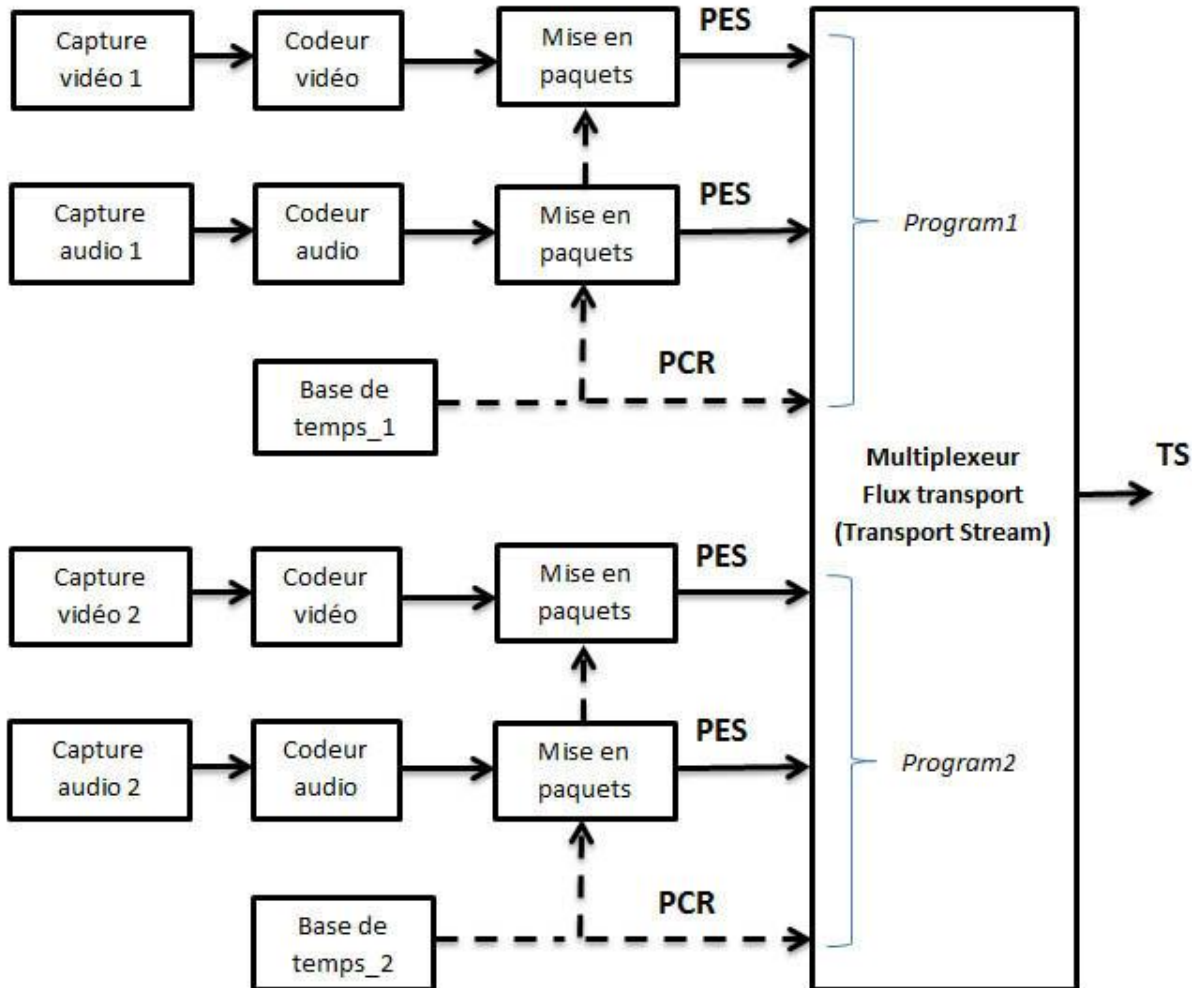 Capture
vidéo 1
Codeur
vidéo
Mise en
paquets
PES
Capture
audio 1
Codeur
audio
Mise en
paquets
PES
Program1
Base de
temps_1
PCR
Multiplexeur
Flux transport
(Transport Stream)
TS
Capture
vidéo 2
Codeur
vidéo
Mise en
paquets
PES
Capture
audio 2
Codeur
audio
Mise en
paquets
PES
Program2
Base de
temps_2
PCR